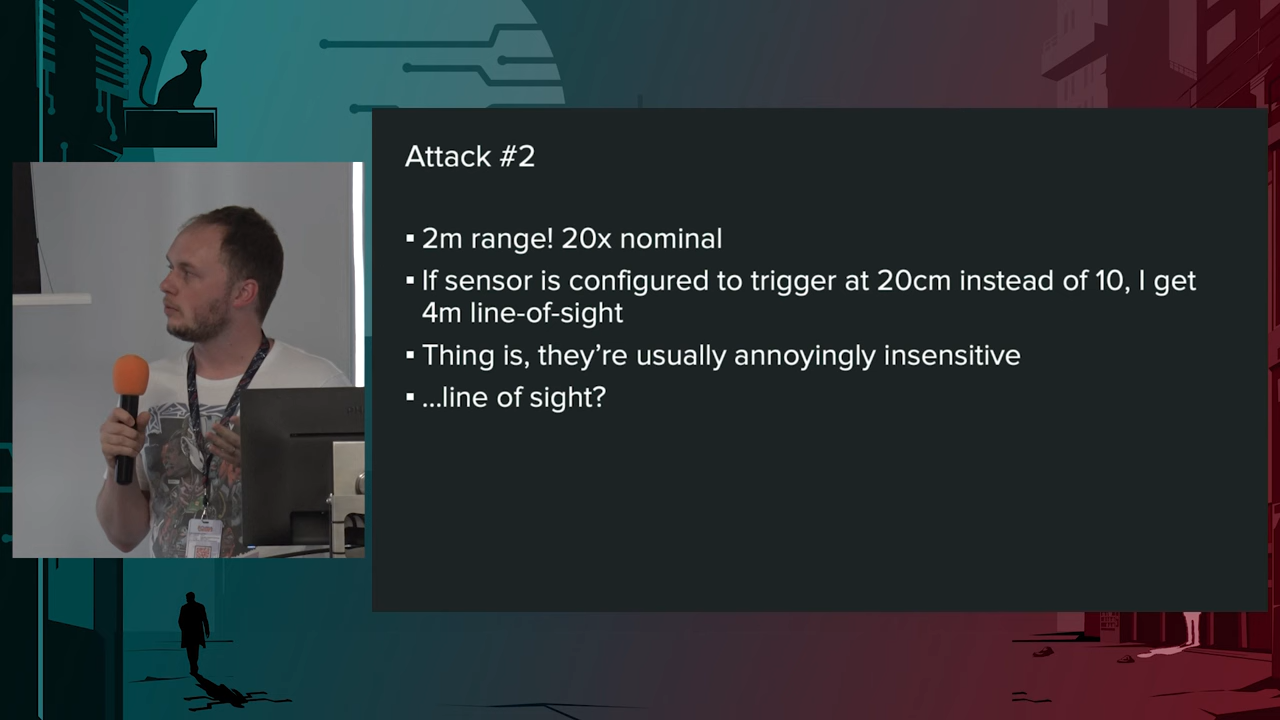 Attack #2
▪ 2m range! 20x nominal
▪ If sensor is configured to trigger at 20cm instead of 10, I get
4m line-of-sight
▪ Thing is, they're usually annoyingly insensitive
▪ ...line of sight?